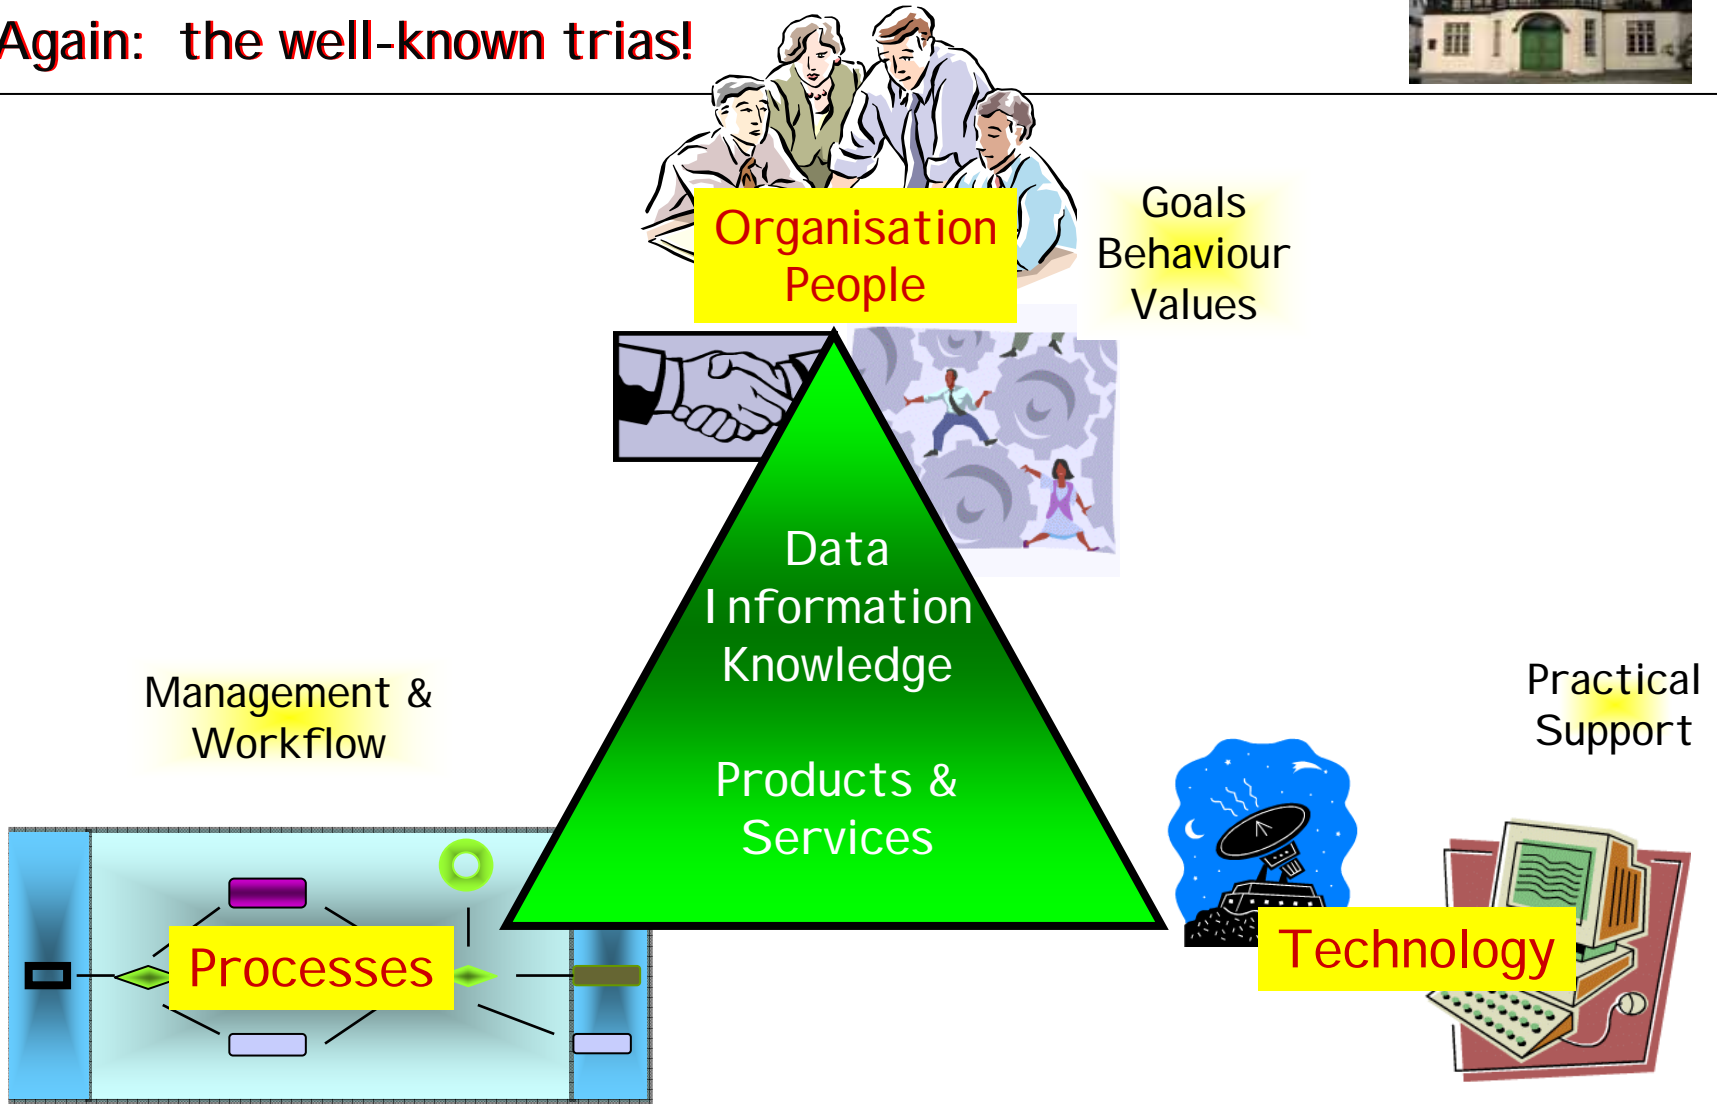 Again: the well-known trias!
Organisation
People
Goals
Behaviour
Values
Data
Information
Knowledge
Products &
Services
Management &
Workflow
Practical
Support
Processes
Technology